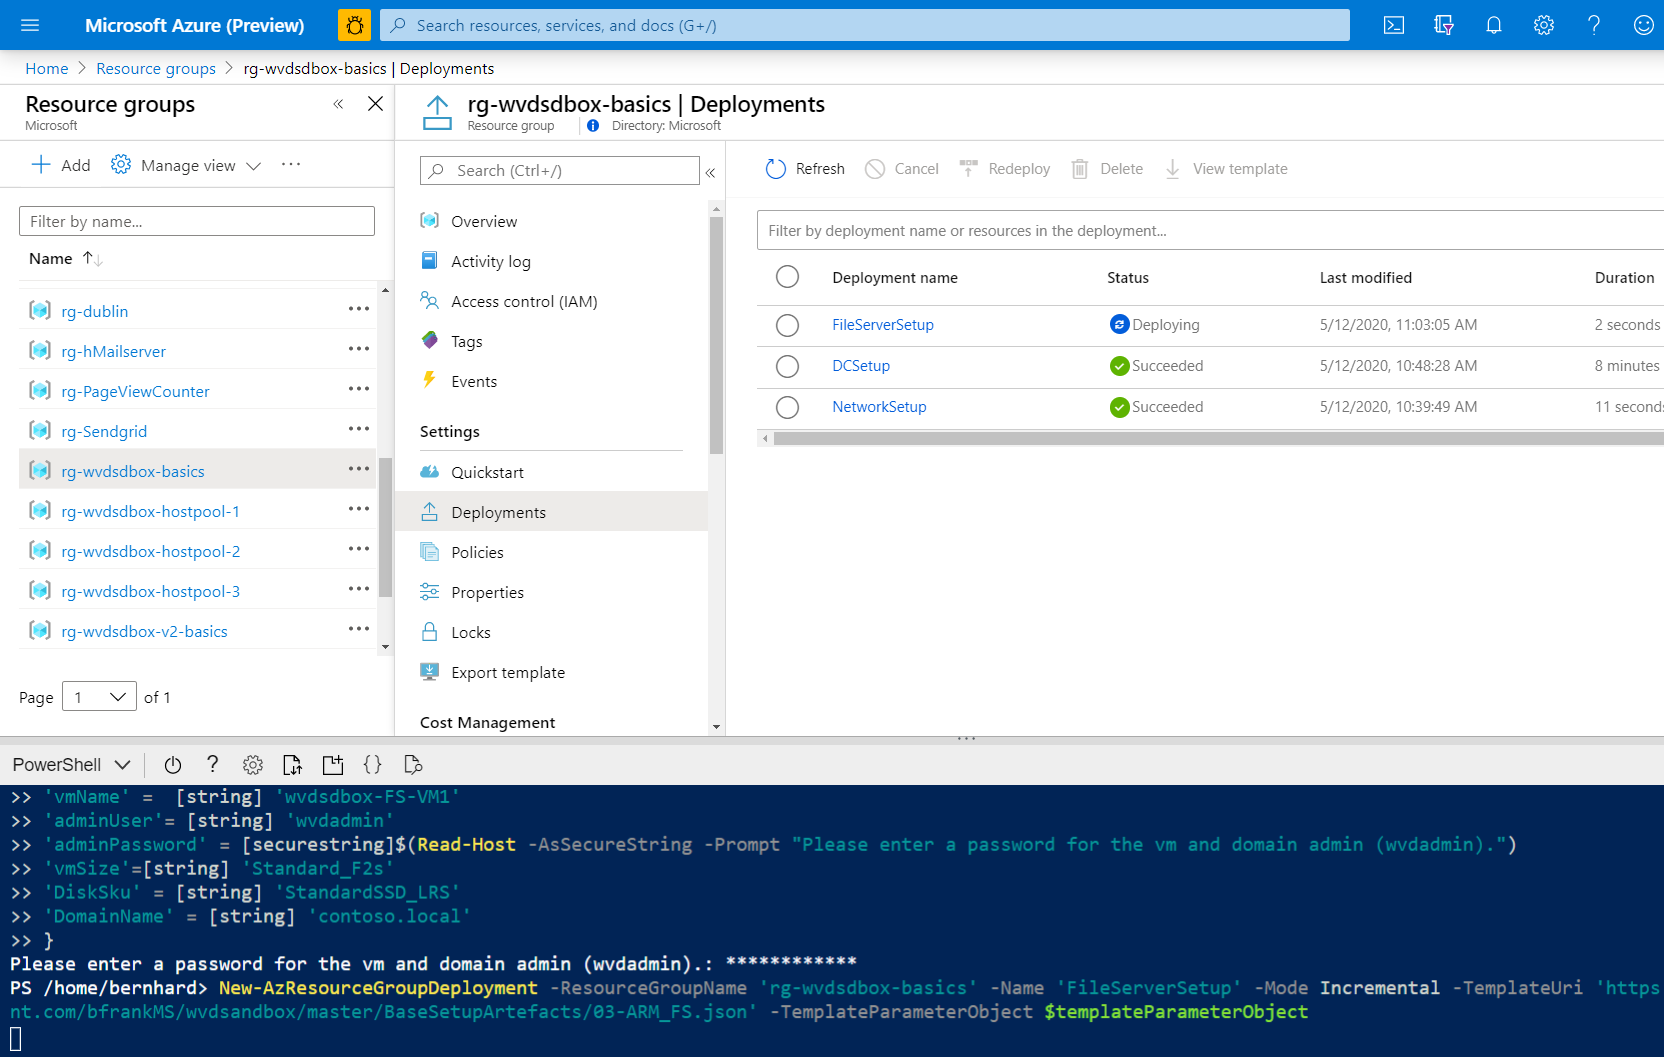 Microsoft Azure (Preview)
Search resources, services, and docs (G+/)
Home > Resource groups > rg-wvdsdbox-basics | Deployments
Resource groups
Microsoft
Add
Manage view
Filter by name...
Name
rg-dublin
rg-hMailserver
rg-PageViewCounter
rg-Sendgrid
rg-wvdsdbox-basics
rg-wvdsdbox-hostpool-1
rg-wvdsdbox-hostpool-2
rg-wvdsdbox-hostpool-3
rg-wvdsdbox-v2-basics
Page 1 of 1
rg-wvdsdbox-basics | Deployments
Resource group
Directory: Microsoft
Search (Ctrl+/)
Overview
Activity log
Access control (IAM)
Tags
Events
Settings
Quickstart
Deployments
Policies
Properties
Locks
Export template
Cost Management
Refresh Cancel Redeploy Delete View template
Filter by deployment name or resources in the deployment...
Deployment name Status Last modified Duration
FileServerSetup Deploying 5/12/2020, 11:03:05 AM 2 seconds
DCSetup Succeeded 5/12/2020, 10:48:28 AM 8 minutes
NetworkSetup Succeeded 5/12/2020, 10:39:49 AM 11 seconds
PowerShell
>> 'vmName' =  [string] 'wvdsdbox-FS-VM1'
>> 'adminUser'= [string] 'wvdadmin'
>> 'adminPassword' = [securestring]$(Read-Host -AsSecureString -Prompt "Please enter a password for the vm and domain admin (wvdadmin).")
>> 'vmSize'=[string] 'Standard_F2s'
>> 'DiskSku' = [string] 'StandardSSD_LRS'
>> 'DomainName' = [string] 'contoso.local'
>> }
Please enter a password for the vm and domain admin (wvdadmin).: ************
PS /home/bernhard> New-AzResourceGroupDeployment -ResourceGroupName 'rg-wvdsdbox-basics' -Name 'FileServerSetup' -Mode Incremental -TemplateUri 'https
nt.com/bfrankMS/wvdsandbox/master/BaseSetupArtefacts/03-ARM_FS.json' -TemplateParameterObject $templateParameterObject